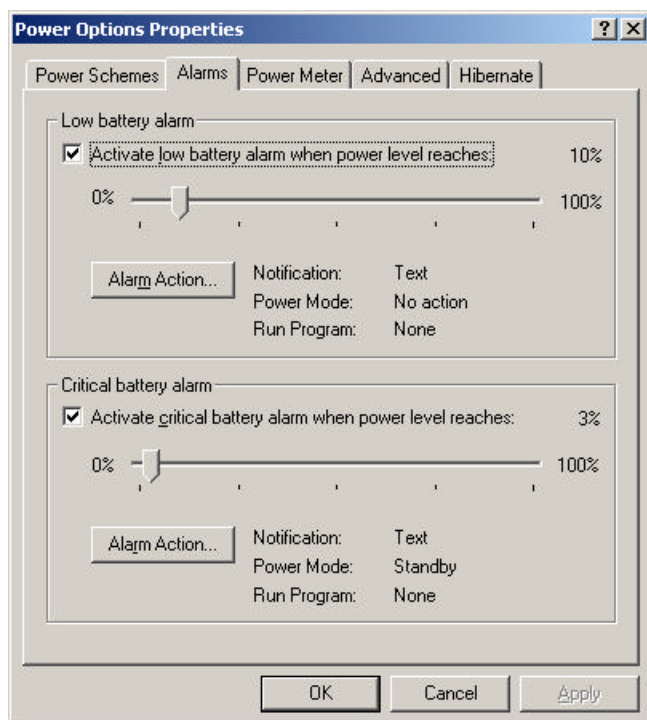 Power Options Properties
Power Schemes Alarms Power Meter Advanced Hibernate
Low battery alarm
Activate low battery alarm when power level reaches: 10%
0% 100%
Alarm Action... Notification: Text
Power Mode: No action
Run Program: None
Critical battery alarm
Activate critical battery alarm when power level reaches: 3%
0% 100%
Alarm Action... Notification: Text
Power Mode: Standby
Run Program: None
OK Cancel Apply